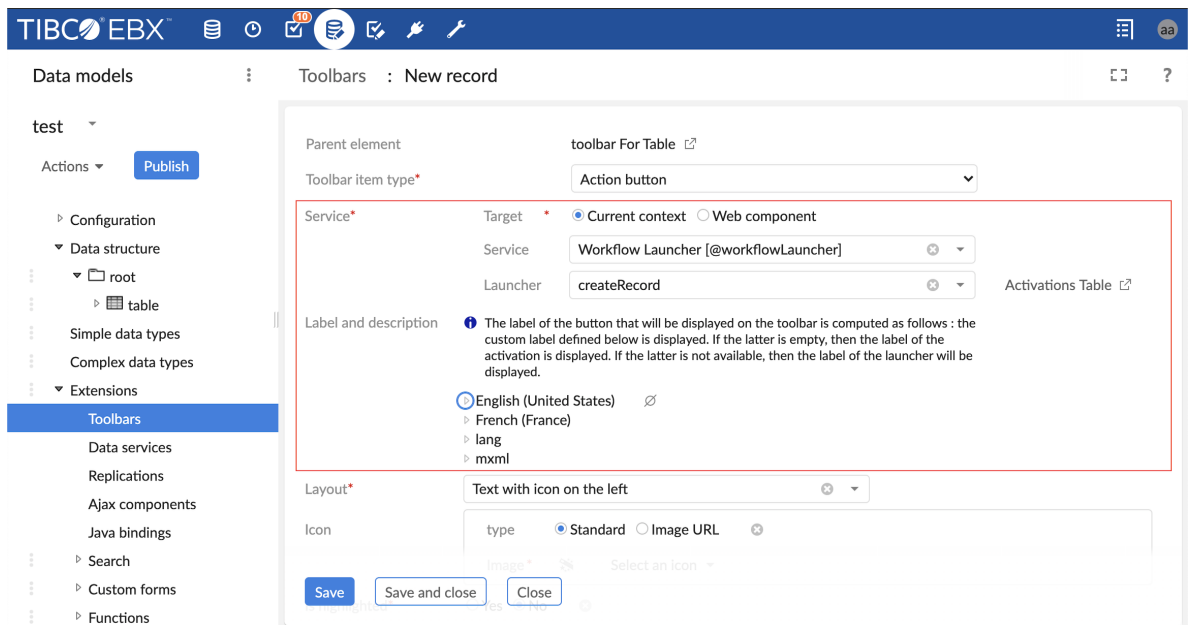 TIBCO® EBX™
10
aa
Data models
Toolbars : New record
?
test
Actions
Publish
Parent element
toolbar For Table
Toolbar item type*
Action button
Configuration
Data structure
root
table
Simple data types
Complex data types
Extensions
Toolbars
Data services
Replications
Ajax components
Java bindings
Search
Custom forms
Functions
Service*
Target *
Current context
Web component
Service
Workflow Launcher [@workflowLauncher]
Launcher
createRecord
Activations Table
Label and description
The label of the button that will be displayed on the toolbar is computed as follows : the
custom label defined below is displayed. If the latter is empty, then the label of the
activation is displayed. If the latter is not available, then the label of the launcher will be
displayed.
English (United States)
French (France)
lang
mxml
Layout*
Text with icon on the left
Icon
type
Standard
Image URL
Image*
Select an icon
Save
Save and close
Close
Yes
No